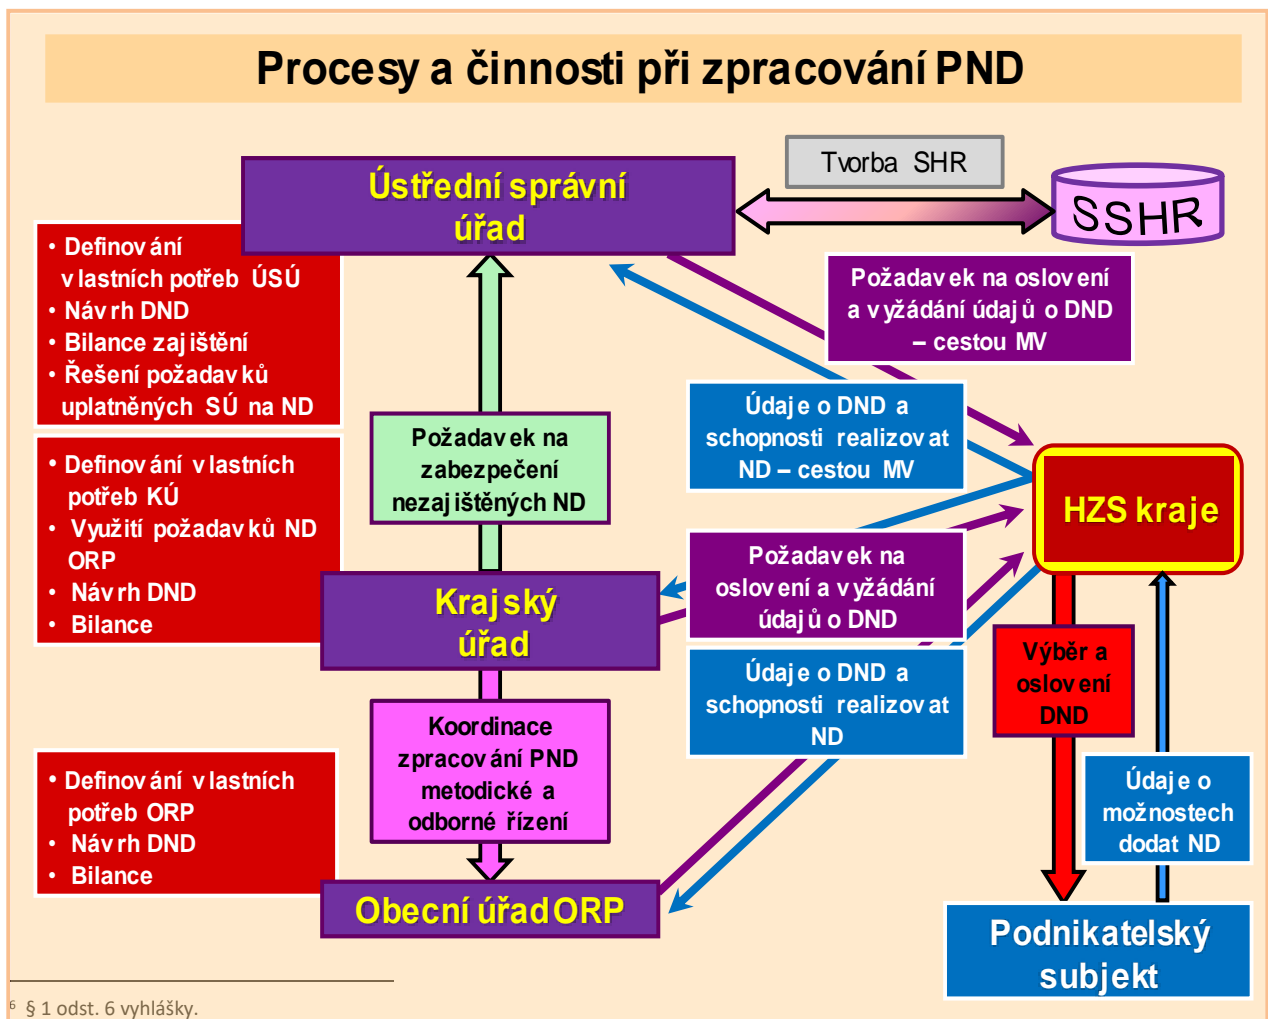 Procesy a činnosti při zpracování PND
Tvorba SHR
Ústřední správní
úřad
SSHR
• Definování
vlastních potřeb ÚSÚ
• Návrh DND
• Bilance zajištění
• Řešení požadavků
uplatněných SÚ na ND
Požadavek na oslovení
a vyžádání údajů o DND
– cestou MV
Údaje o DND a
schopnosti realizovat
ND – cestou MV
Požadavek na
zabezpečení
nezajištěných ND
• Definování vlastních
potřeb KÚ
• Využití požadavků ND
ORP
• Návrh DND
• Bilance
HZS kraje
Požadavek na
oslovení a vyžádání
údajů o DND
Krajský
úřad
Výběr a
oslovení
DND
Údaje o DND a
schopnosti realizovat
ND
Koordinace
zpracování PND
metodické a
odborné řízení
• Definování vlastních
potřeb ORP
• Návrh DND
• Bilance
Údaje o
možnostech
dodat ND
Obecní úřad ORP
Podnikatelský
subjekt
6 § 1 odst. 6 vyhlášky.